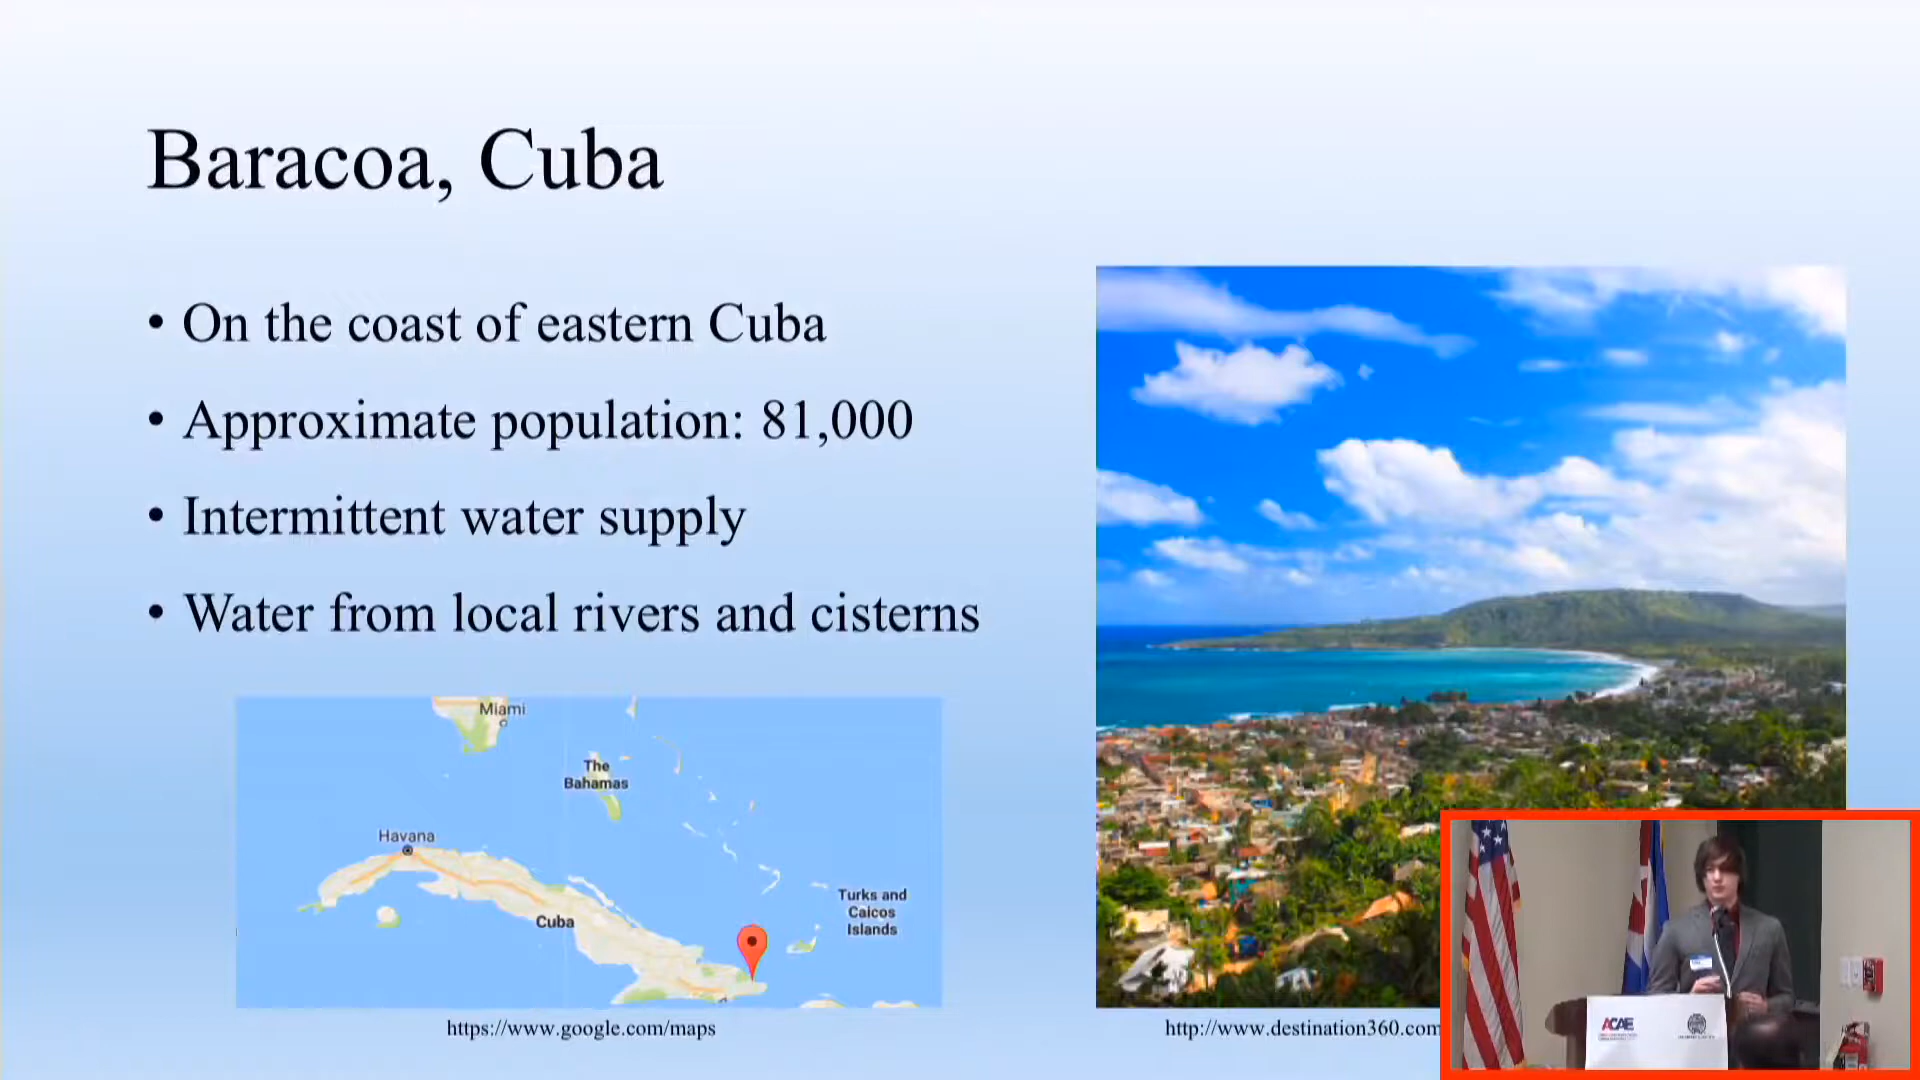 Baracoa, Cuba
• On the coast of eastern Cuba
• Approximate population: 81,000
• Intermittent water supply
• Water from local rivers and cisterns
Miami
The
Bahamas
Havana
Cuba
Turks and
Caicos
Islands
https://www.google.com/maps
http://www.destination360.com
ACAE